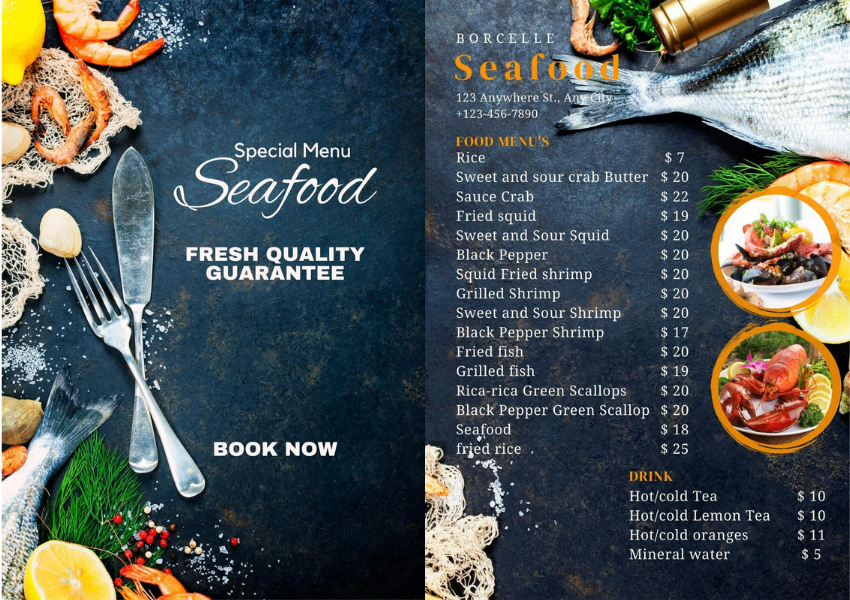 Special Menu
Seafood
FRESH QUALITY
GUARANTEE
BOOK NOW
BORCELLE
Seafood
123 Anywhere St., Any City
+123-456-7890
FOOD MENU'S
Rice $ 7
Sweet and sour crab Butter $ 20
Sauce Crab $ 22
Fried squid $ 19
Sweet and Sour Squid $ 20
Black Pepper $ 20
Squid Fried shrimp $ 20
Grilled Shrimp $ 20
Sweet and Sour Shrimp $ 20
Black Pepper Shrimp $ 17
Fried fish $ 20
Grilled fish $ 19
Rica-rica Green Scallops $ 20
Black Pepper Green Scallop $ 20
Seafood $ 18
fried rice . $ 25
DRINK
Hot/cold Tea $ 10
Hot/cold Lemon Tea $ 10
Hot/cold oranges $ 11
Mineral water $ 5